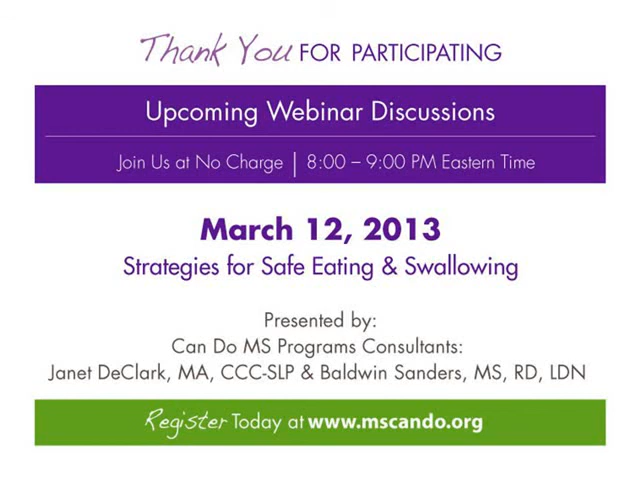 Thank You FOR PARTICIPATING
Upcoming Webinar Discussions
Join Us at No Charge | 8:00 – 9:00 PM Eastern Time
March 12, 2013
Strategies for Safe Eating & Swallowing
Presented by:
Can Do MS Programs Consultants:
Janet DeClark, MA, CCC-SLP & Baldwin Sanders, MS, RD, LDN
Register Today at www.mscando.org